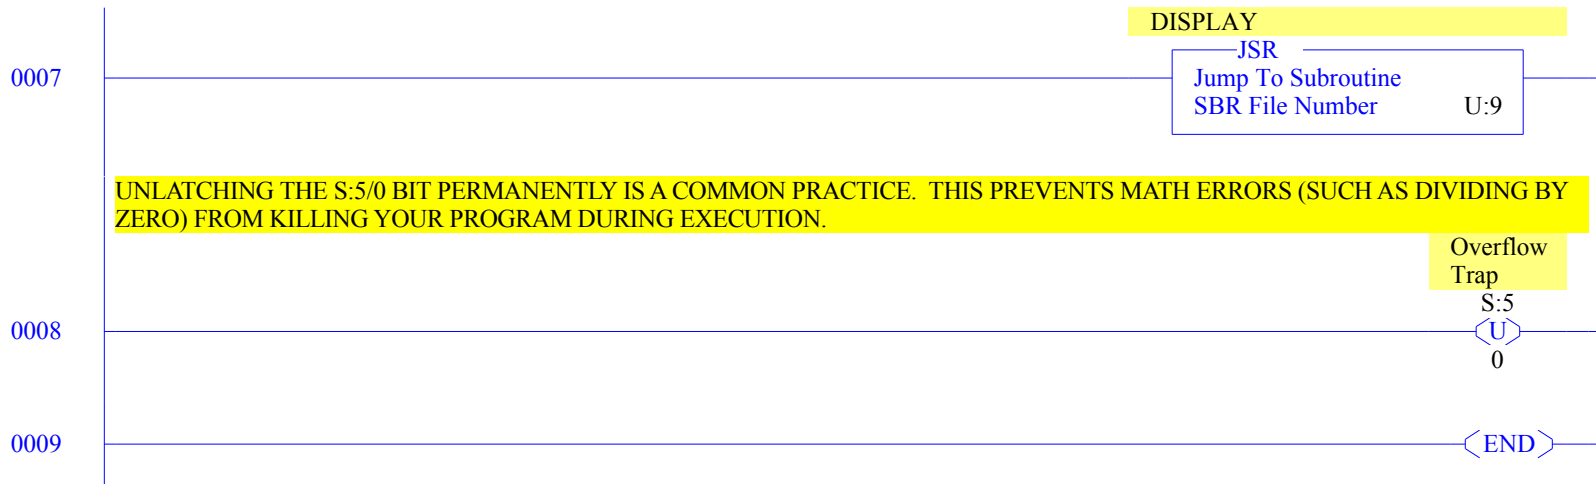 DISPLAY
JSR
0007
Jump To Subroutine
SBR File Number U:9
UNLATCHING THE S:5/0 BIT PERMANENTLY IS A COMMON PRACTICE. THIS PREVENTS MATH ERRORS (SUCH AS DIVIDING BY
ZERO) FROM KILLING YOUR PROGRAM DURING EXECUTION.
Overflow
Trap
S:5
0008
U
0
0009
END